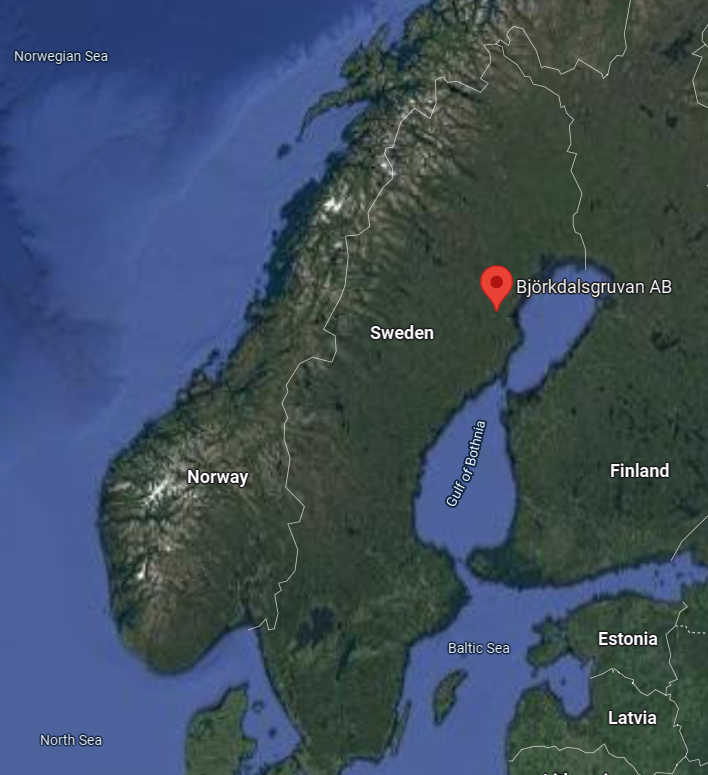 Norwegian Sea
Björkdalsgruvan AB
Sweden
Gulf of Bothnia
Norway
Finland
Estonia
Baltic Sea
Latvia
North Sea